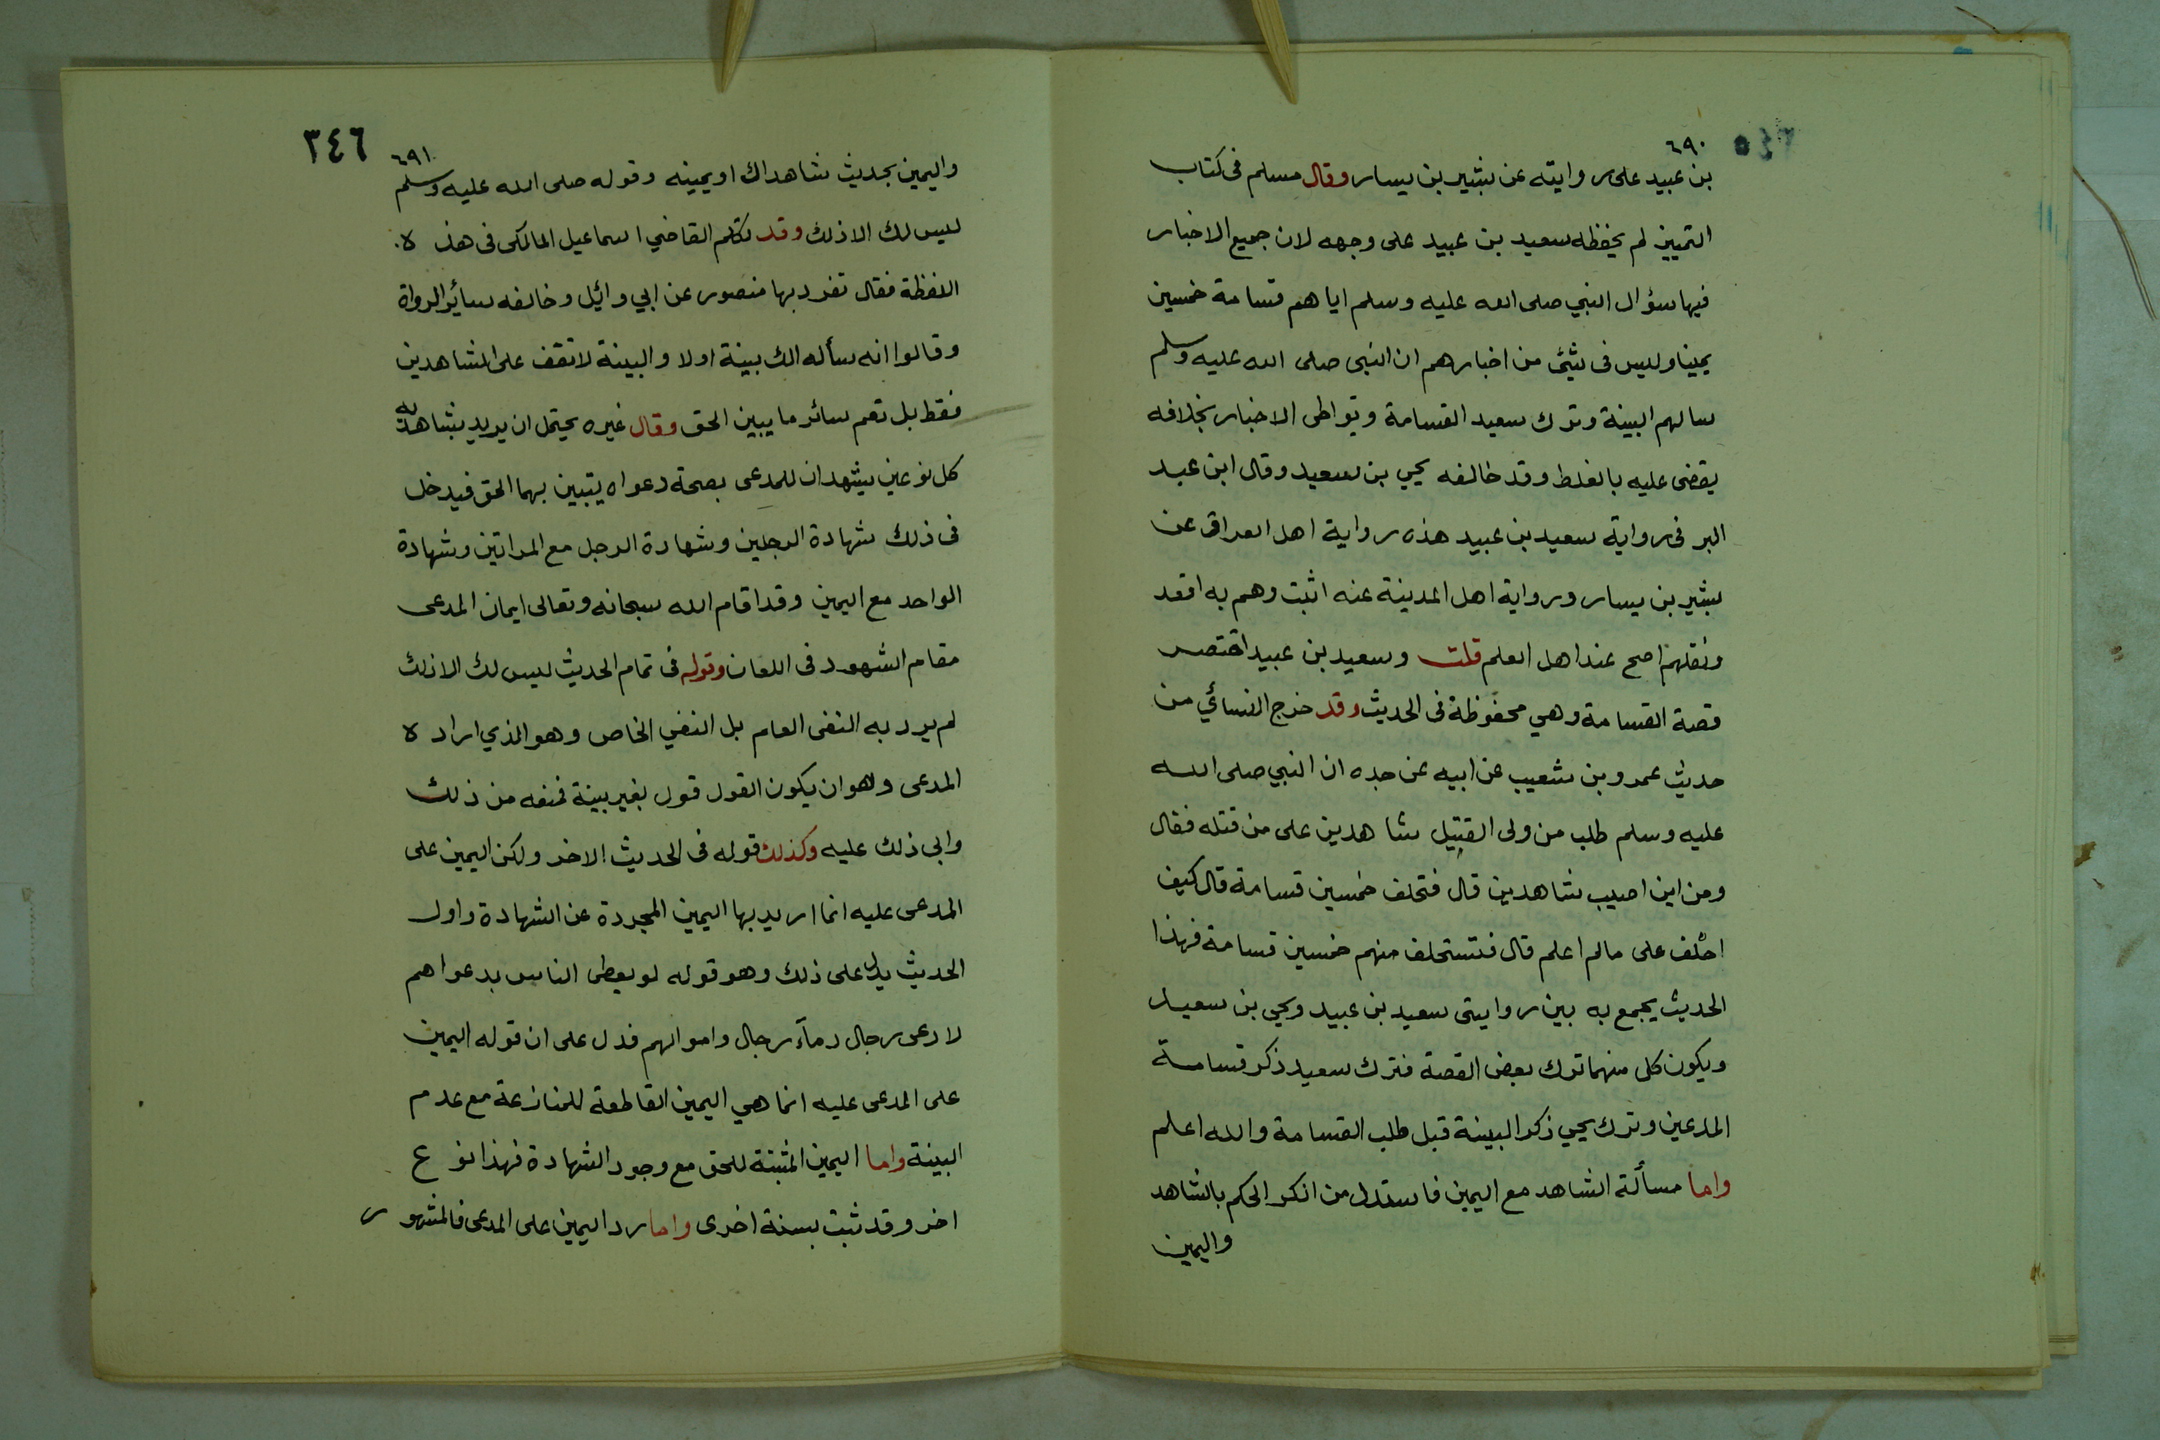 ٦٩٠
بن عبيد على روايته عن بشير بن يسار وقال مسلم فى كتاب
التمييز لم يحفظه سعيد بن عبيد على وجهه لان جميع الاخبار
فيها سؤال النبي صلى الله عليه وسلم اياهم قسامة خمسين
يمينا وليس فى شئ من اخبارهم ان النبى صلى الله عليه وسلم
سالهم البينة وترك سعيد القسامة وتواطى الاخبار بخلافه
يقضى عليه بالغلط وقد خالفه يحي بن سعيد وقال ابن عبد
البر فى رواية سعيد بن عبيد هذه رواية اهل العراق عن
بشير بن يسار ورواية اهل المدينة عنه اثبت وهم به اقعد
ونقلهم اصح عند اهل العلم قلت وسعيد بن عبيد اختصر
قصة القسامة وهي محفوظة فى الحديث وقد خرج النسائي من
حديث عمرو بن شعيب عن ابيه عن جده ان النبي صلى الله
عليه وسلم طلب من ولى القتيل شاهدين على من قتله فقال
ومن اين اصيب شاهدين قال فتحلف خمسين قسامة قال كيف
احلف على مالم اعلم قال فتستحلف منهم خمسين قسامة فهذا
الحديث يجمع به بين روايتى سعيد بن عبيد ويحي بن سعيد
ويكون كل منهما ترك بعض القصة فترك سعيد ذكر قسامة
المدعين وترك يحي ذكر البينة قبل طلب القسامة والله اعلم
واما مسألة الشاهد مع اليمين فاستدل من انكر الحكم بالشاهد
واليمين
٣٤٦
٦٩١
واليمين بحديث شاهداك او يمينه وقوله صلى الله عليه وسلم
ليس لك الا ذلك وقد تكلم القاضي اسماعيل المالكى فى هذه
اللفظة فقال تفرد بها منصور عن ابي وائل وخالفه سائر الرواة
وقالوا انه سأله الك بينة اولا والبينة لا تقف على الشاهدين
فقط بل تعم سائر ما يبين الحق وقال غيره يحتمل ان يريد بشاهديه
كل نوعين يشهدان للمدعى بصحة دعواه يتبين بهما الحق فيدخل
فى ذلك شهادة الرجلين وشهادة الرجل مع المراتين وشهادة
الواحد مع اليمين وقد اقام الله سبحانه وتعالى ايمان المدعى
مقام الشهود فى اللعان وقوله فى تمام الحديث ليس لك الا ذلك
لم يرد به النفى العام بل النفي الخاص وهو الذي اراده
المدعى وهو ان يكون القول قول بغير بينة فمنعه من ذلك
وابى ذلك عليه وكذلك قوله فى الحديث الاخر ولكن اليمين على
المدعى عليه انما اريد بها اليمين المجردة عن الشهادة واول
الحديث يدل على ذلك وهو قوله لو يعطى الناس بدعواهم
لادعى رجال دمآء رجال واموالهم فدل على ان قوله اليمين
على المدعى عليه انما هي اليمين القاطعة للمنازعة مع عدم
البينة واما اليمين المثبتة للحق مع وجود الشهادة فهذا نوع
اخر وقد ثبت بسنة اخرى واما رد اليمين على المدعى فالمشهور